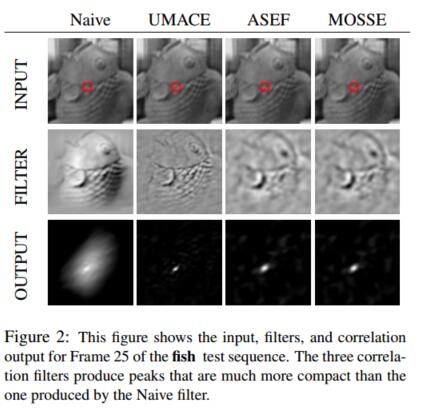 Naive UMACE ASEF MOSSE
INPUT
FILTER
OUTPUT
Figure 2: This figure shows the input, filters, and correlation
output for Frame 25 of the fish test sequence. The three correla-
tion filters produce peaks that are much more compact than the
one produced by the Naive filter.